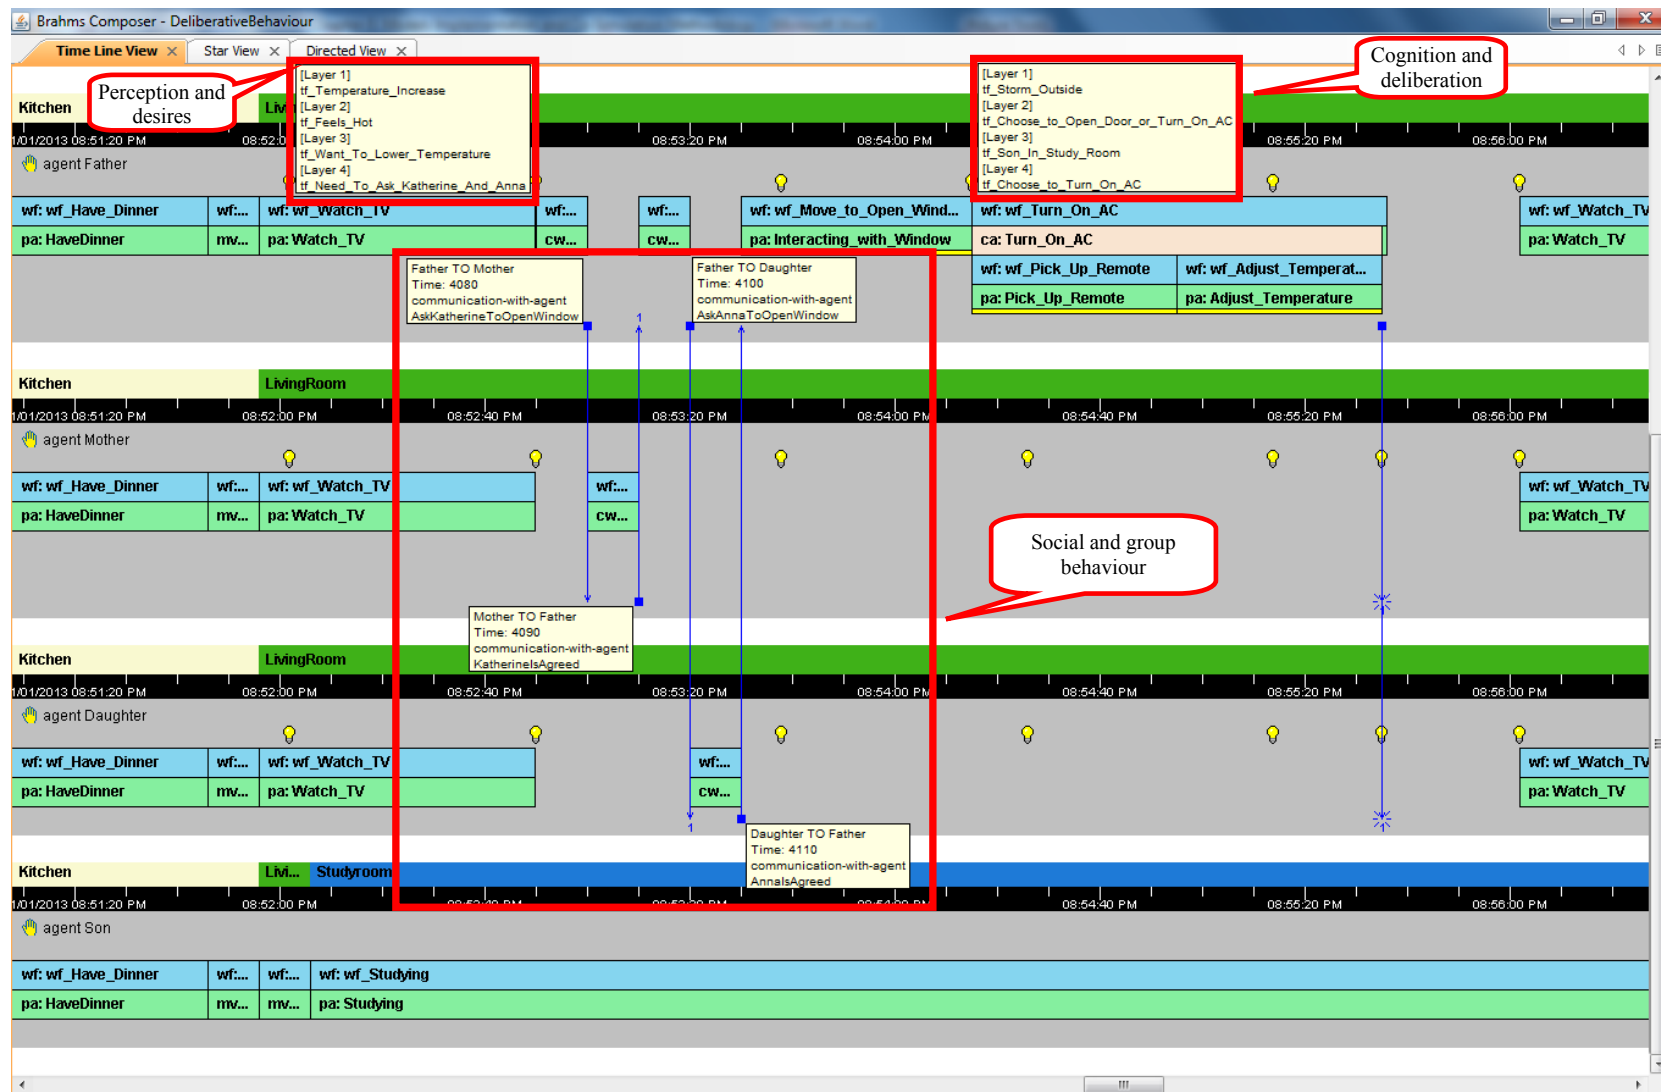 Brahms Composer - DeliberativeBehaviour
Time Line View × Star View × Directed View ×
Perception and
desires
Cognition and
deliberation
[Layer 1]
tf_Temperature_Increase
[Layer 2]
tf_Feels_Hot
[Layer 3]
tf_Want_To_Lower_Temperature
[Layer 4]
tf_Need_To_Ask_Katherine_And_Anna
[Layer 1]
tf_Storm_Outside
[Layer 2]
tf_Choose_to_Open_Door_or_Turn_On_AC
[Layer 3]
tf_Son_In_Study_Room
[Layer 4]
tf_Choose_to_Turn_On_AC
Kitchen
1/01/2013 08:51:20 PM 08:53:20 PM 08:54:00 PM 08:55:20 PM 08:56:00 PM
agent Father
wf: wf_Have_Dinner wf:... wf: wf_Watch_TV wf:... wf:... wf: wf_Move_to_Open_Wind... wf: wf_Turn_On_AC wf: wf_Watch_TV
pa: HaveDinner mv... pa: Watch_TV cw... cw... pa: Interacting_with_Window ca: Turn_On_AC pa: Watch_TV
wf: wf_Pick_Up_Remote wf: wf_Adjust_Temperat...
pa: Pick_Up_Remote pa: Adjust_Temperature
Father TO Mother
Time: 4080
communication-with-agent
AskKatherineToOpenWindow
Father TO Daughter
Time: 4100
communication-with-agent
AskAnnaToOpenWindow
1
Kitchen LivingRoom
1/01/2013 08:51:20 PM 08:52:00 PM 08:52:40 PM 08:53:20 PM 08:54:00 PM 08:54:40 PM 08:55:20 PM 08:56:00 PM
agent Mother
wf: wf_Have_Dinner wf:... wf: wf_Watch_TV wf:... wf: wf_Watch_TV
pa: HaveDinner mv... pa: Watch_TV cw... pa: Watch_TV
Social and group
behaviour
1
Mother TO Father
Time: 4090
communication-with-agent
KatherineIsAgreed
Kitchen LivingRoom
1/01/2013 08:51:20 PM 08:52:00 PM 08:52:40 PM 08:53:20 PM 08:54:00 PM 08:54:40 PM 08:55:20 PM 08:56:00 PM
agent Daughter
wf: wf_Have_Dinner wf:... wf: wf_Watch_TV wf:... wf: wf_Watch_TV
pa: HaveDinner mv... pa: Watch_TV cw... pa: Watch_TV
1 1
Daughter TO Father
Time: 4110
communication-with-agent
AnnaIsAgreed
Kitchen Livi... Studyroom
1/01/2013 08:51:20 PM 08:52:00 PM 08:54:40 PM 08:55:20 PM 08:56:00 PM
agent Son
wf: wf_Have_Dinner wf:... wf:... wf: wf_Studying
pa: HaveDinner mv... mv... pa: Studying